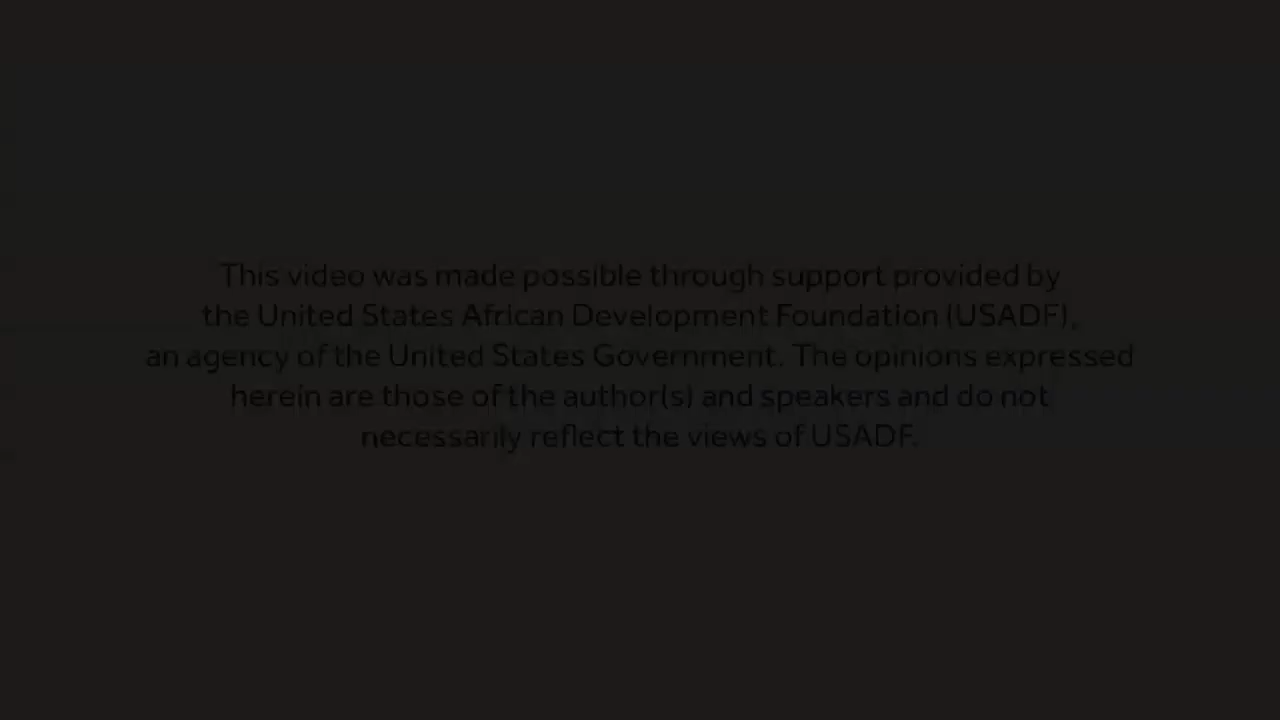 This video was made possible through support provided by
the United States African Development Foundation (USADF),
an agency of the United States Government. The opinions expressed
herein are those of the author(s) and speakers and do not
necessarily reflect the views of USADF.